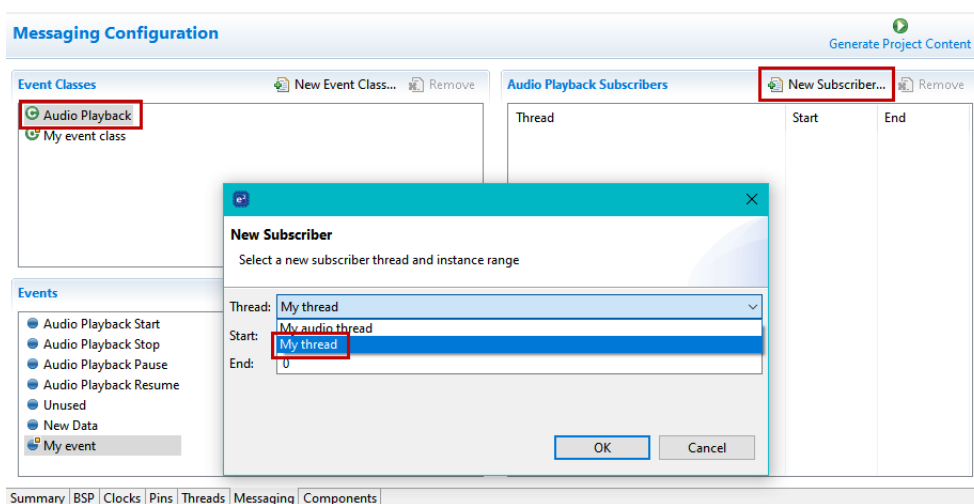 Messaging Configuration
Generate Project Content
Event Classes
New Event Class...
Remove
Audio Playback
My event class
Audio Playback Subscribers
New Subscriber...
Remove
Thread
Start
End
e²
New Subscriber
Select a new subscriber thread and instance range
Thread:
My thread
My audio thread
My thread
Start:
End:
0
OK
Cancel
Events
Audio Playback Start
Audio Playback Stop
Audio Playback Pause
Audio Playback Resume
Unused
New Data
My event
Summary
BSP
Clocks
Pins
Threads
Messaging
Components